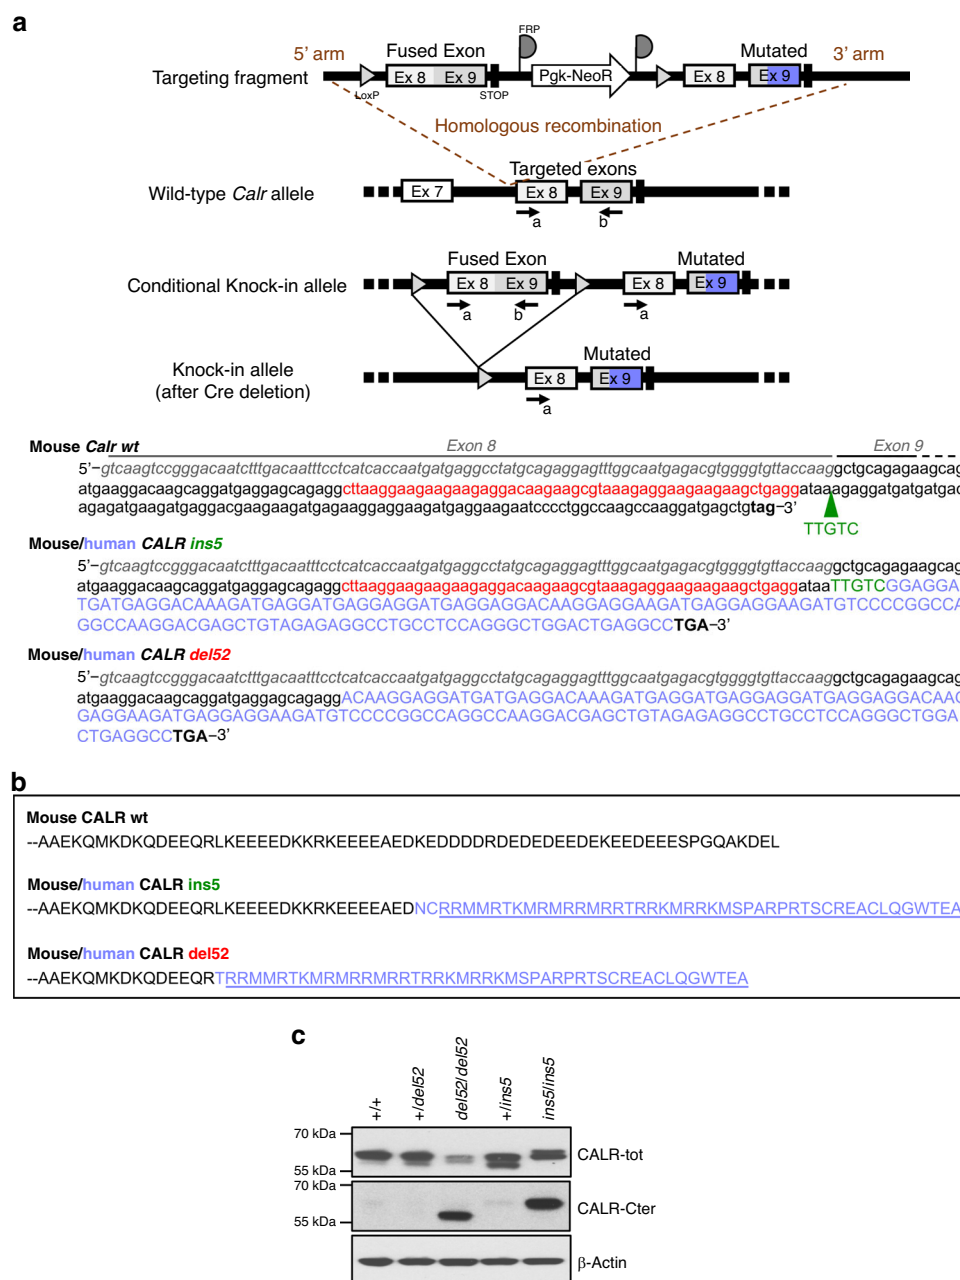 a
FRP
5’ arm
Fused Exon
Mutated
3’ arm
Targeting fragment
Ex 8
Ex 9
Pgk-NeoR
Ex 8
Ex 9
LoxP
STOP
Homologous recombination
Targeted exons
Wild-type Calr allele
Ex 7
Ex 8
Ex 9
a
b
Fused Exon
Mutated
Conditional Knock-in allele
Ex 8
Ex 9
Ex 8
Ex 9
a
b
a
Mutated
Knock-in allele
(after Cre deletion)
Ex 8
Ex 9
a
Mouse Calr wt
Exon 8
Exon 9
5’–gtcaagtccgggacaatctttgacaatttcctcatcaccaatgatgaggcctatgcagaggagtttggcaatgagacgtggggtgttaccaaggctgcagagaagcag
atgaaggacaagcaggatgaggagcagaggcttaaggaagaagaagaggacaagaagcgtaaagaggaagaagaagctgaggataaagaggatgatgatgac
agagatgaagatgaggacgaagaagatgagaaggaggaagatgaggaagaatcccctggccaagccaaggatgagctgtag–3’
TTGTC
Mouse/human CALR ins5
5’–gtcaagtccgggacaatctttgacaatttcctcatcaccaatgatgaggcctatgcagaggagtttggcaatgagacgtggggtgttaccaaggctgcagagaagcag
atgaaggacaagcaggatgaggagcagaggcttaaggaagaagaagaggacaagaagcgtaaagaggaagaagaagctgaggataaTTGTCGGAGGA
TGATGAGGACAAAGATGAGGATGAGGAGGATGAGGAGGACAAGGAGGAAGATGAGGAGGAAGATGTCCCCGGCCA
GGCCAAGGACGAGCTGTAGAGAGGCCTGCCTCCAGGGCTGGACTGAGGCCTGA–3’
Mouse/human CALR del52
5’–gtcaagtccgggacaatctttgacaatttcctcatcaccaatgatgaggcctatgcagaggagtttggcaatgagacgtggggtgttaccaaggctgcagagaagcag
atgaaggacaagcaggatgaggagcagaggACAAGGAGGATGATGAGGACAAAGATGAGGATGAGGAGGATGAGGAGGACAAG
GAGGAAGATGAGGAGGAAGATGTCCCCGGCCAGGCCAAGGACGAGCTGTAGAGAGGCCTGCCTCCAGGGCTGGA
CTGAGGCCTGA–3’
b
Mouse CALR wt
--AAEKQMKDKQDEEQRLKEEEEDKKRKEEEEAEDKEDDDDRDEDEDEEDEKEEDEEESPGQAKDEL
Mouse/human CALR ins5
--AAEKQMKDKQDEEQRLKEEEEDKKRKEEEEAEDNCRRMMRTKMRMRRMRRTRRKMRRKMSPARPRTSCREACLQGWTEA
Mouse/human CALR del52
--AAEKQMKDKQDEEQRTRRMMRTKMRMRRMRRTRRKMRRKMSPARPRTSCREACLQGWTEA
c
+/+
+/del52
del52/del52
+/ins5
ins5/ins5
70 kDa
CALR-tot
55 kDa
70 kDa
CALR-Cter
55 kDa
β-Actin